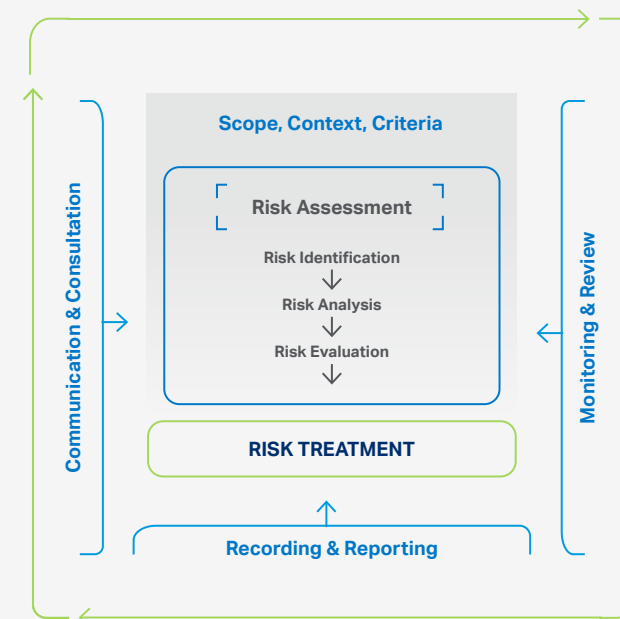 Scope, Context, Criteria
Risk Assessment
Risk Identification
Risk Analysis
Risk Evaluation
RISK TREATMENT
Communication & Consultation
Monitoring & Review
Recording & Reporting